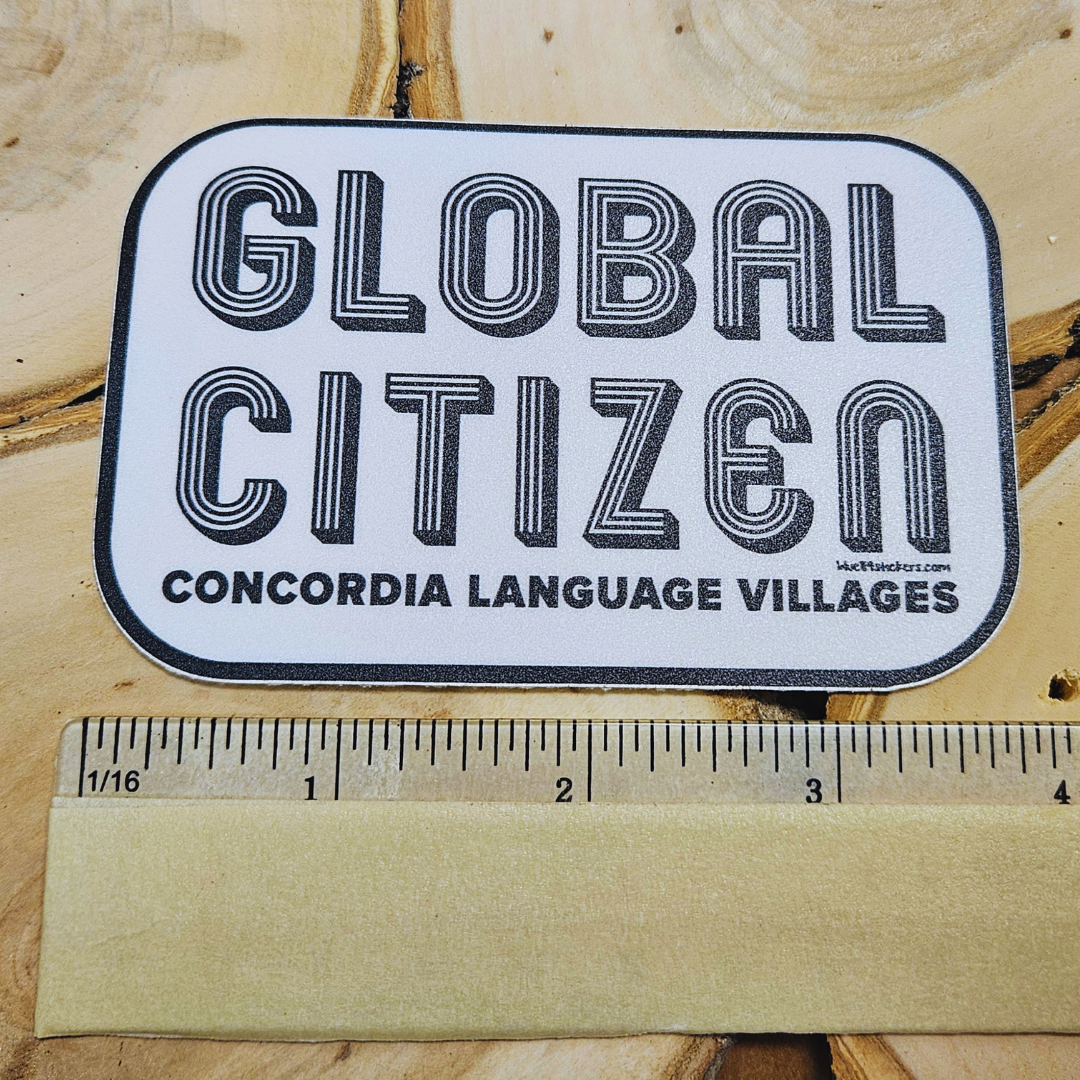 GLOBAL
CITIZEN
CONCORDIA LANGUAGE VILLAGES
1/16 1 2 3 4